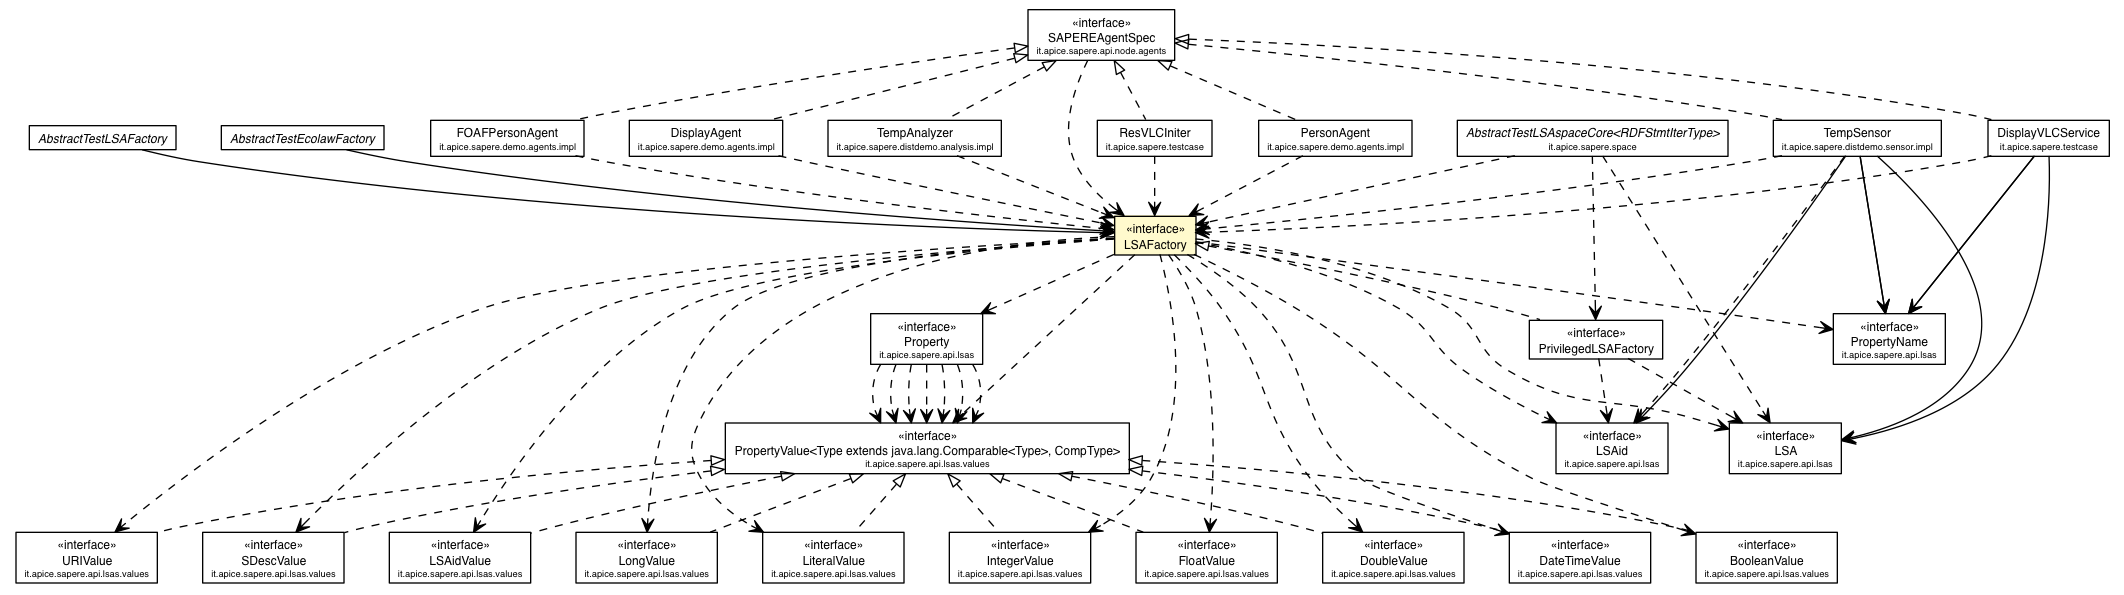 «interface»
SAPEREAgentSpec
it.apice.sapere.api.node.agents
AbstractTestLSAFactory
AbstractTestEcolawFactory
FOAFPersonAgent
it.apice.sapere.demo.agents.impl
DisplayAgent
it.apice.sapere.demo.agents.impl
TempAnalyzer
it.apice.sapere.distdemo.analysis.impl
ResVLCIniter
it.apice.sapere.testcase
PersonAgent
it.apice.sapere.demo.agents.impl
AbstractTestLSAspaceCore<RDFStmtIterType>
it.apice.sapere.space
TempSensor
it.apice.sapere.distdemo.sensor.impl
DisplayVLCService
it.apice.sapere.testcase
«interface»
LSAFactory
«interface»
Property
it.apice.sapere.api.lsas
«interface»
PrivilegedLSAFactory
«interface»
PropertyName
it.apice.sapere.api.lsas
«interface»
PropertyValue<Type extends java.lang.Comparable<Type>, CompType>
it.apice.sapere.api.lsas.values
«interface»
LSAid
it.apice.sapere.api.lsas
«interface»
LSA
it.apice.sapere.api.lsas
«interface»
URIValue
it.apice.sapere.api.lsas.values
«interface»
SDescValue
it.apice.sapere.api.lsas.values
«interface»
LSAidValue
it.apice.sapere.api.lsas.values
«interface»
LongValue
it.apice.sapere.api.lsas.values
«interface»
LiteralValue
it.apice.sapere.api.lsas.values
«interface»
IntegerValue
it.apice.sapere.api.lsas.values
«interface»
FloatValue
it.apice.sapere.api.lsas.values
«interface»
DoubleValue
it.apice.sapere.api.lsas.values
«interface»
DateTimeValue
it.apice.sapere.api.lsas.values
«interface»
BooleanValue
it.apice.sapere.api.lsas.values